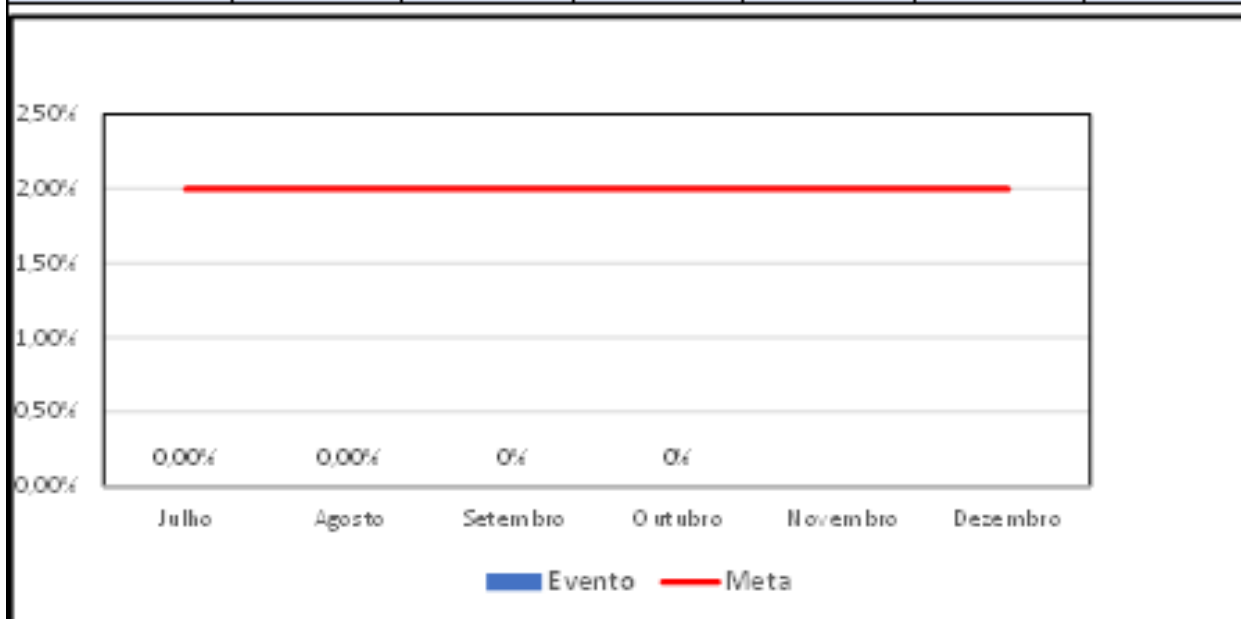 2,50%
2,00%
1,50%
1,00%
0,50%
0,00% 0,00% 0% 0%
0,00%
Julho Agosto Setembro Outubro Novembro Dezembro
Evento Meta